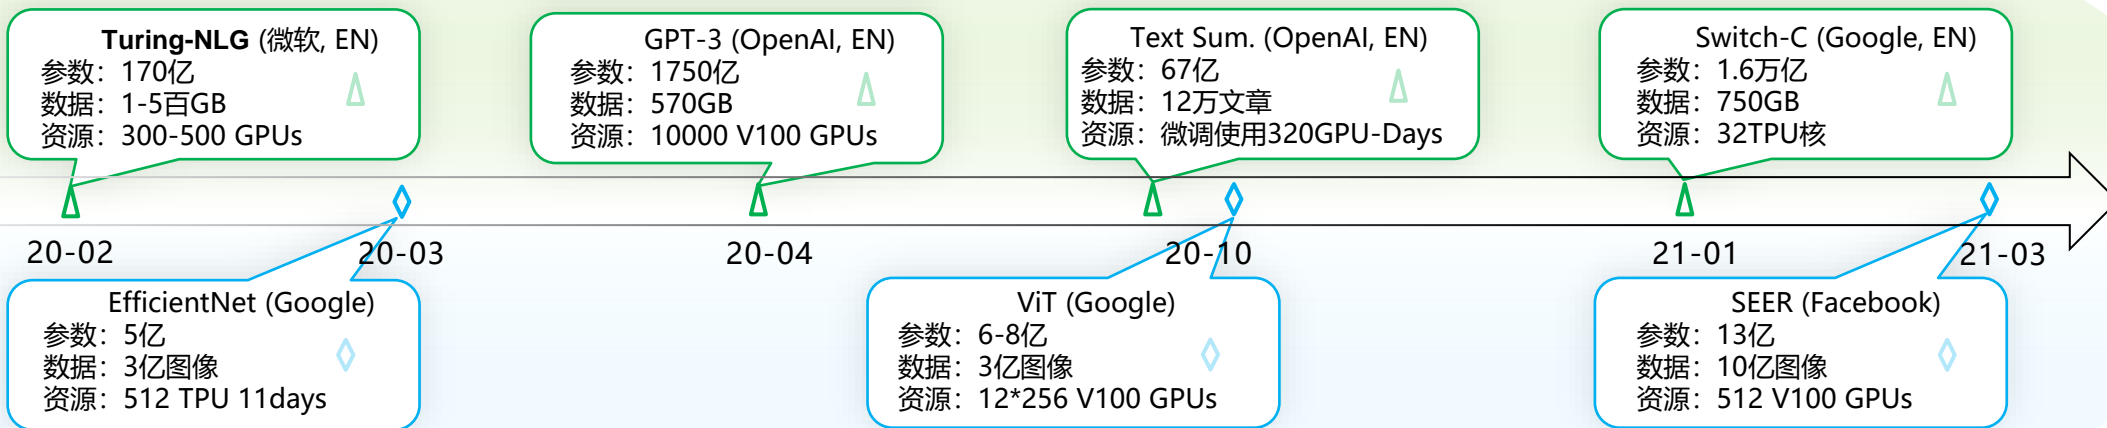 Turing-NLG (微软, EN)
参数：170亿
数据：1-5百GB
资源：300-500 GPUs
GPT-3 (OpenAI, EN)
参数：1750亿
数据：570GB
资源：10000 V100 GPUs
Text Sum. (OpenAI, EN)
参数：67亿
数据：12万文章
资源：微调使用320GPU-Days
Switch-C (Google, EN)
参数：1.6万亿
数据：750GB
资源：32TPU核
20-02
20-03
20-04
20-10
21-01
21-03
EfficientNet (Google)
参数：5亿
数据：3亿图像
资源：512 TPU 11days
ViT (Google)
参数：6-8亿
数据：3亿图像
资源：12*256 V100 GPUs
SEER (Facebook)
参数：13亿
数据：10亿图像
资源：512 V100 GPUs